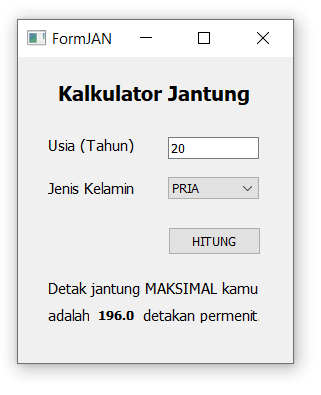 FormJAN
Kalkulator Jantung
Usia (Tahun) 20
Jenis Kelamin PRIA
HITUNG
Detak jantung MAKSIMAL kamu
adalah 196.0 detakan permenit.